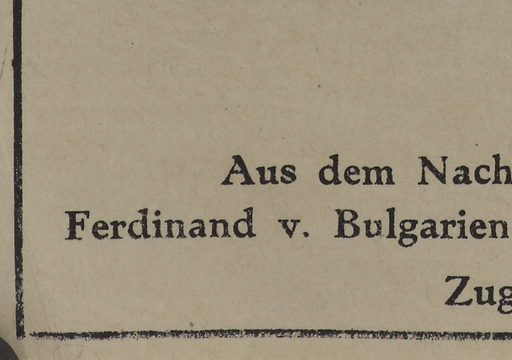 Aus dem Nach
Ferdinand v. Bulgarien
Zug